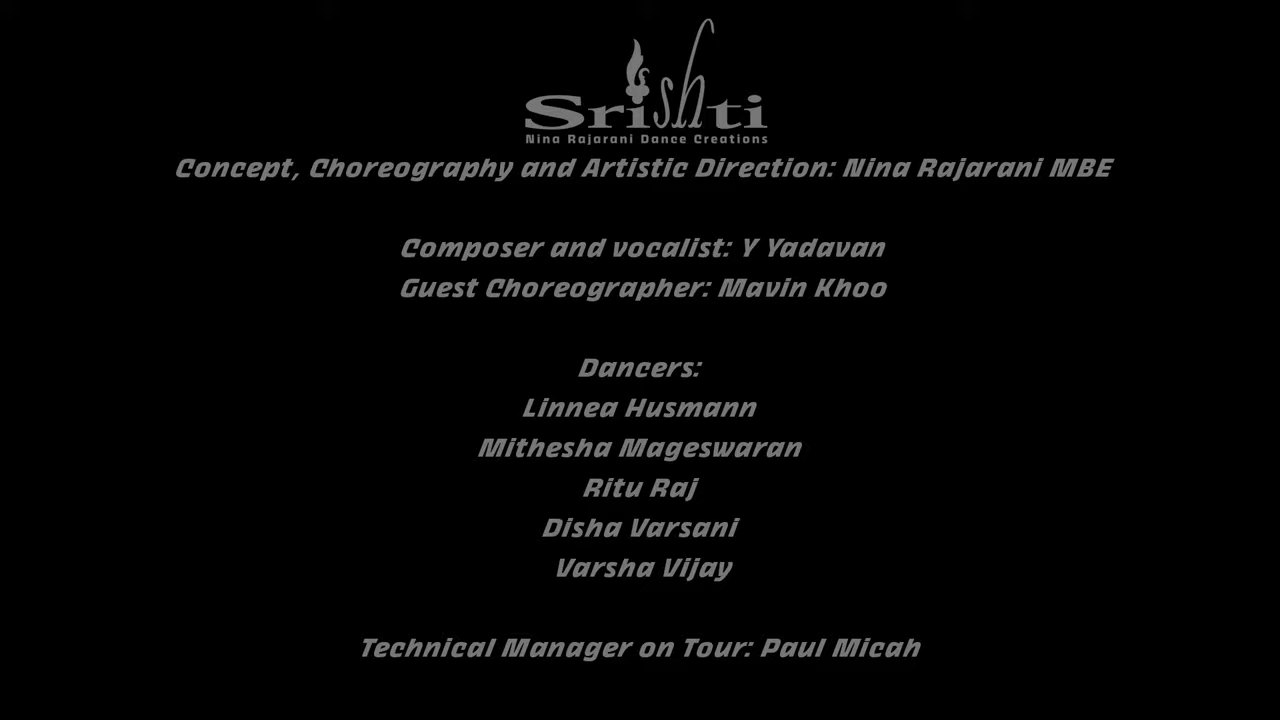 Srishti
Nina Rajarani Dance Creations
Concept, Choreography and Artistic Direction: Nina Rajarani MBE
Composer and vocalist: Y Yadavan
Guest Choreographer: Mavin Khoo
Dancers:
Linnea Husmann
Mithesha Mageswaran
Ritu Raj
Disha Varsani
Varsha Vijay
Technical Manager on Tour: Paul Micah